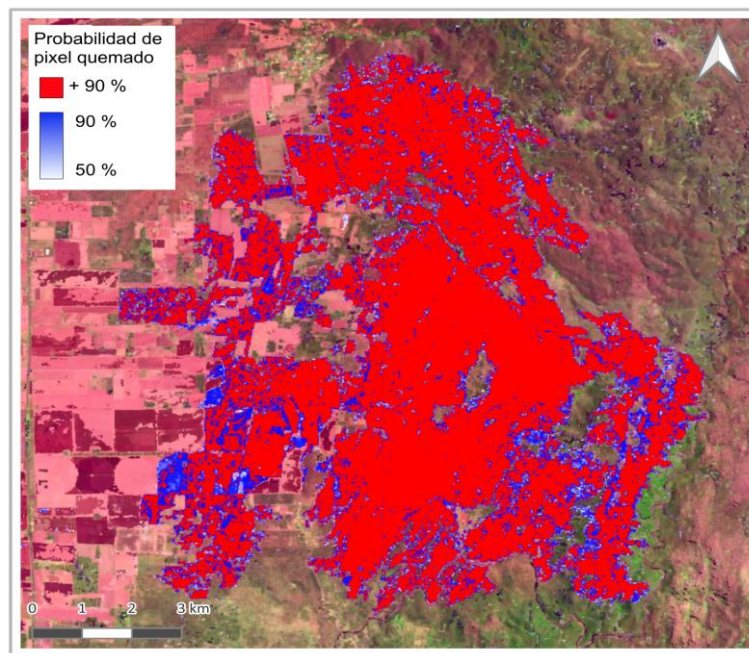 Probabilidad de
pixel quemado
+ 90 %
90 %
50 %
0 1 2 3 km